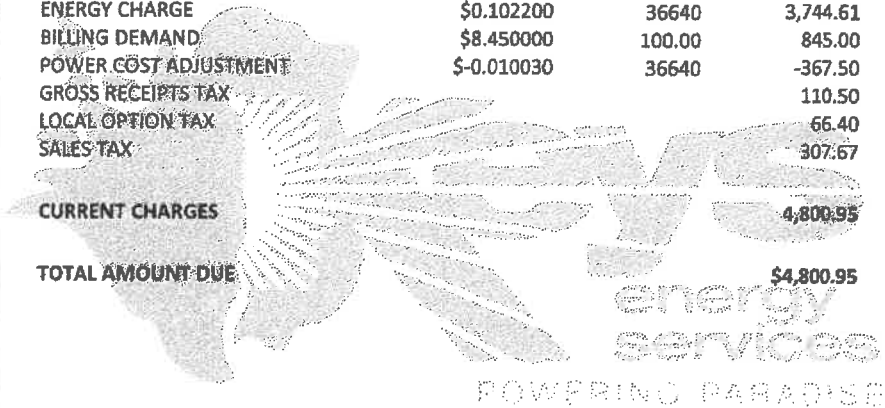 ENERGY CHARGE $0.102200 36640 3,744.61
BILLING DEMAND $8.450000 100.00 845.00
POWER COST ADJUSTMENT $-0.010030 36640 -367.50
GROSS RECEIPTS TAX 110.50
LOCAL OPTION TAX 66.40
SALES TAX 307.67
CURRENT CHARGES 4,800.95
TOTAL AMOUNT DUE $4,800.95
eys
energy
services
POWERING PARADISE